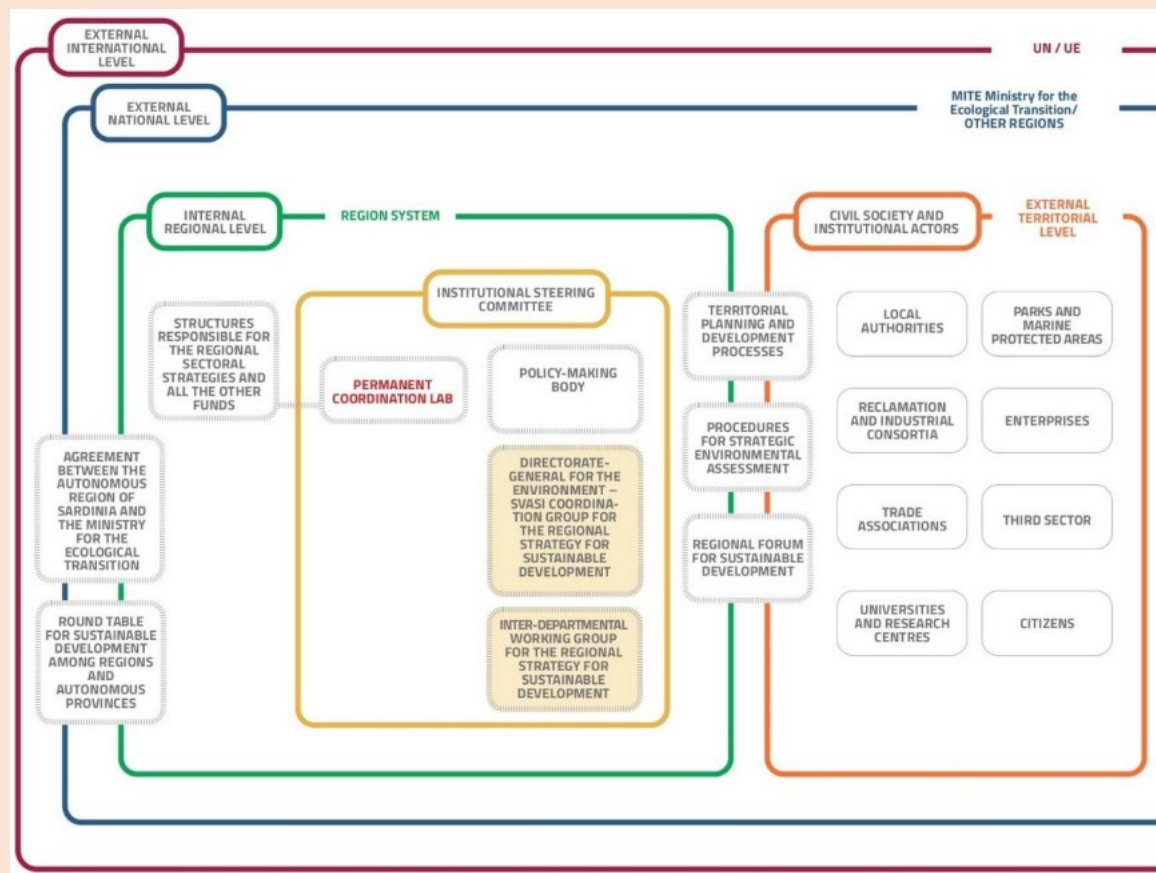 EXTERNAL
INTERNATIONAL
LEVEL
UN / UE
EXTERNAL
NATIONAL LEVEL
MITE Ministry for the
Ecological Transition/
OTHER REGIONS
INTERNAL
REGIONAL LEVEL
REGION SYSTEM
CIVIL SOCIETY AND
INSTITUTIONAL ACTORS
EXTERNAL
TERRITORIAL
LEVEL
INSTITUTIONAL STEERING
COMMITTEE
STRUCTURES
RESPONSIBLE FOR
THE REGIONAL
SECTORAL
STRATEGIES AND
ALL THE OTHER
FUNDS
PERMANENT
COORDINATION LAB
POLICY-MAKING
BODY
DIRECTORATE-
GENERAL FOR THE
ENVIRONMENT –
SVASI COORDINA-
TION GROUP FOR
THE REGIONAL
STRATEGY FOR
SUSTAINABLE
DEVELOPMENT
INTER-DEPARTMENTAL
WORKING GROUP
FOR THE REGIONAL
STRATEGY FOR
SUSTAINABLE
DEVELOPMENT
AGREEMENT
BETWEEN THE
AUTONOMOUS
REGION OF
SARDINIA AND
THE MINISTRY
FOR THE
ECOLOGICAL
TRANSITION
ROUND TABLE
FOR SUSTAINABLE
DEVELOPMENT
AMONG REGIONS
AND
AUTONOMOUS
PROVINCES
TERRITORIAL
PLANNING AND
DEVELOPMENT
PROCESSES
PROCEDURES
FOR STRATEGIC
ENVIRONMENTAL
ASSESSMENT
REGIONAL FORUM
FOR SUSTAINABLE
DEVELOPMENT
LOCAL
AUTHORITIES
PARKS AND
MARINE
PROTECTED AREAS
RECLAMATION
AND INDUSTRIAL
CONSORTIA
ENTERPRISES
TRADE
ASSOCIATIONS
THIRD SECTOR
UNIVERSITIES
AND RESEARCH
CENTRES
CITIZENS